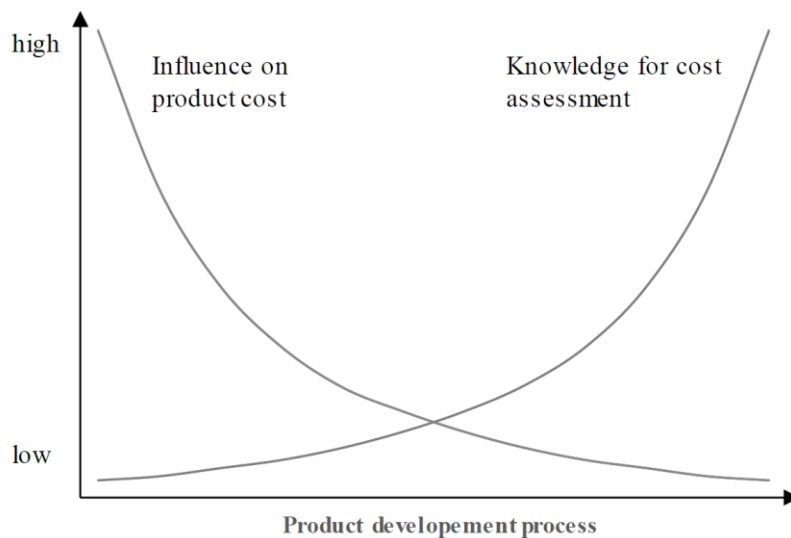 high
Influence on
product cost
Knowledge for cost
assessment
low
Product developement process